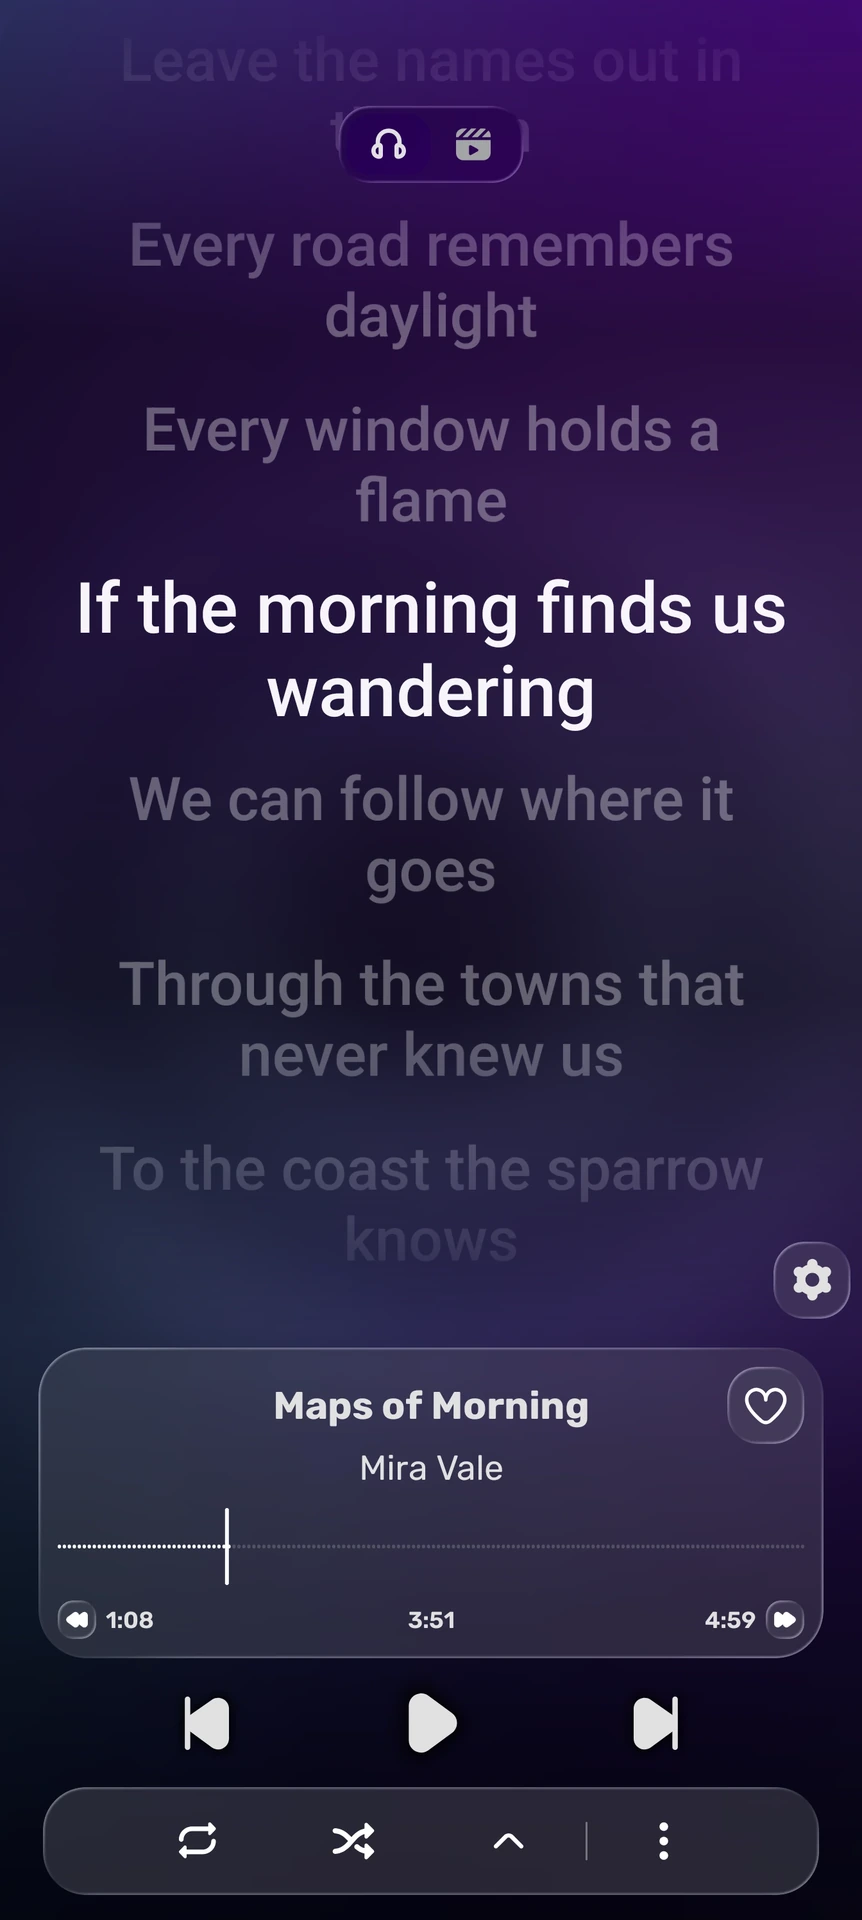 Leave the names out in
Every road remembers
daylight
Every window holds a
flame
If the morning finds us
wandering
We can follow where it
goes
Through the towns that
never knew us
To the coast the sparrow
knows
Maps of Morning
Mira Vale
1:08 3:51 4:59